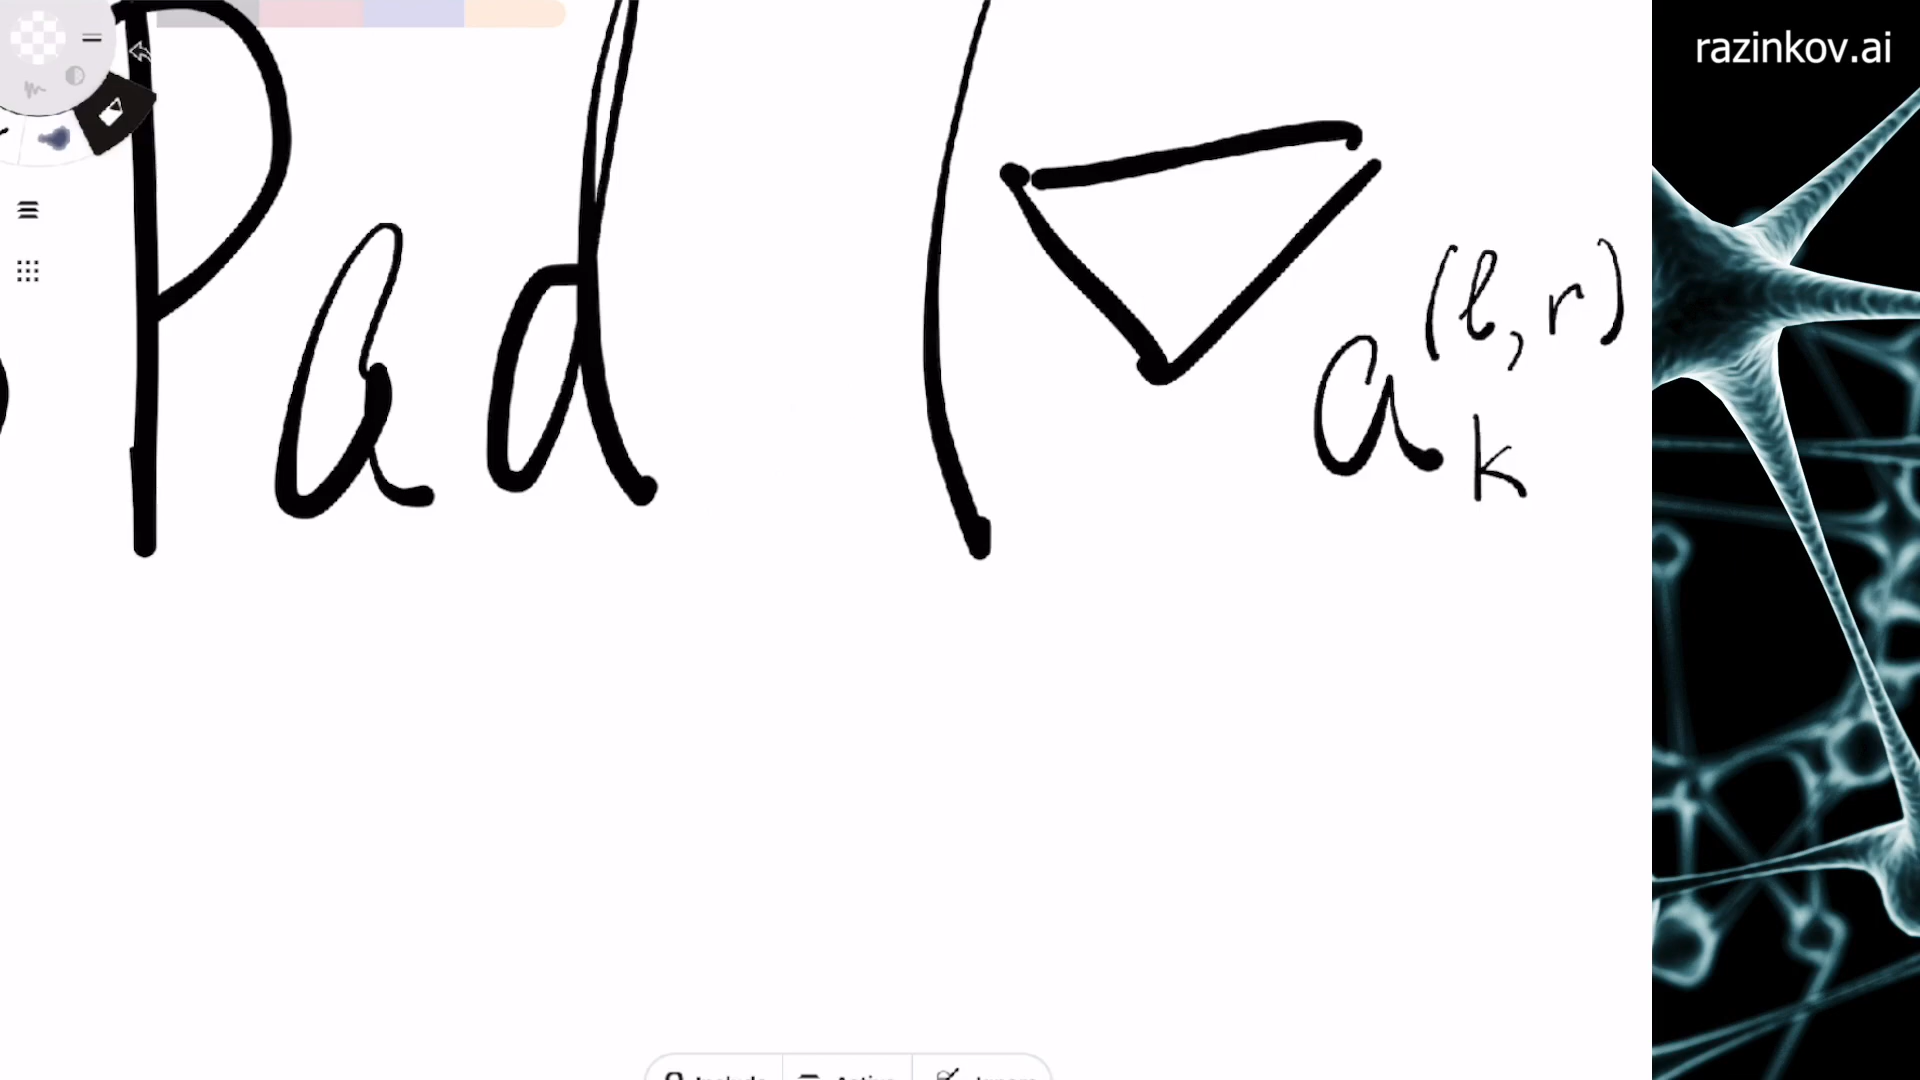 razinkov.ai
Pad ( ∇ a_k^{(l, r)}